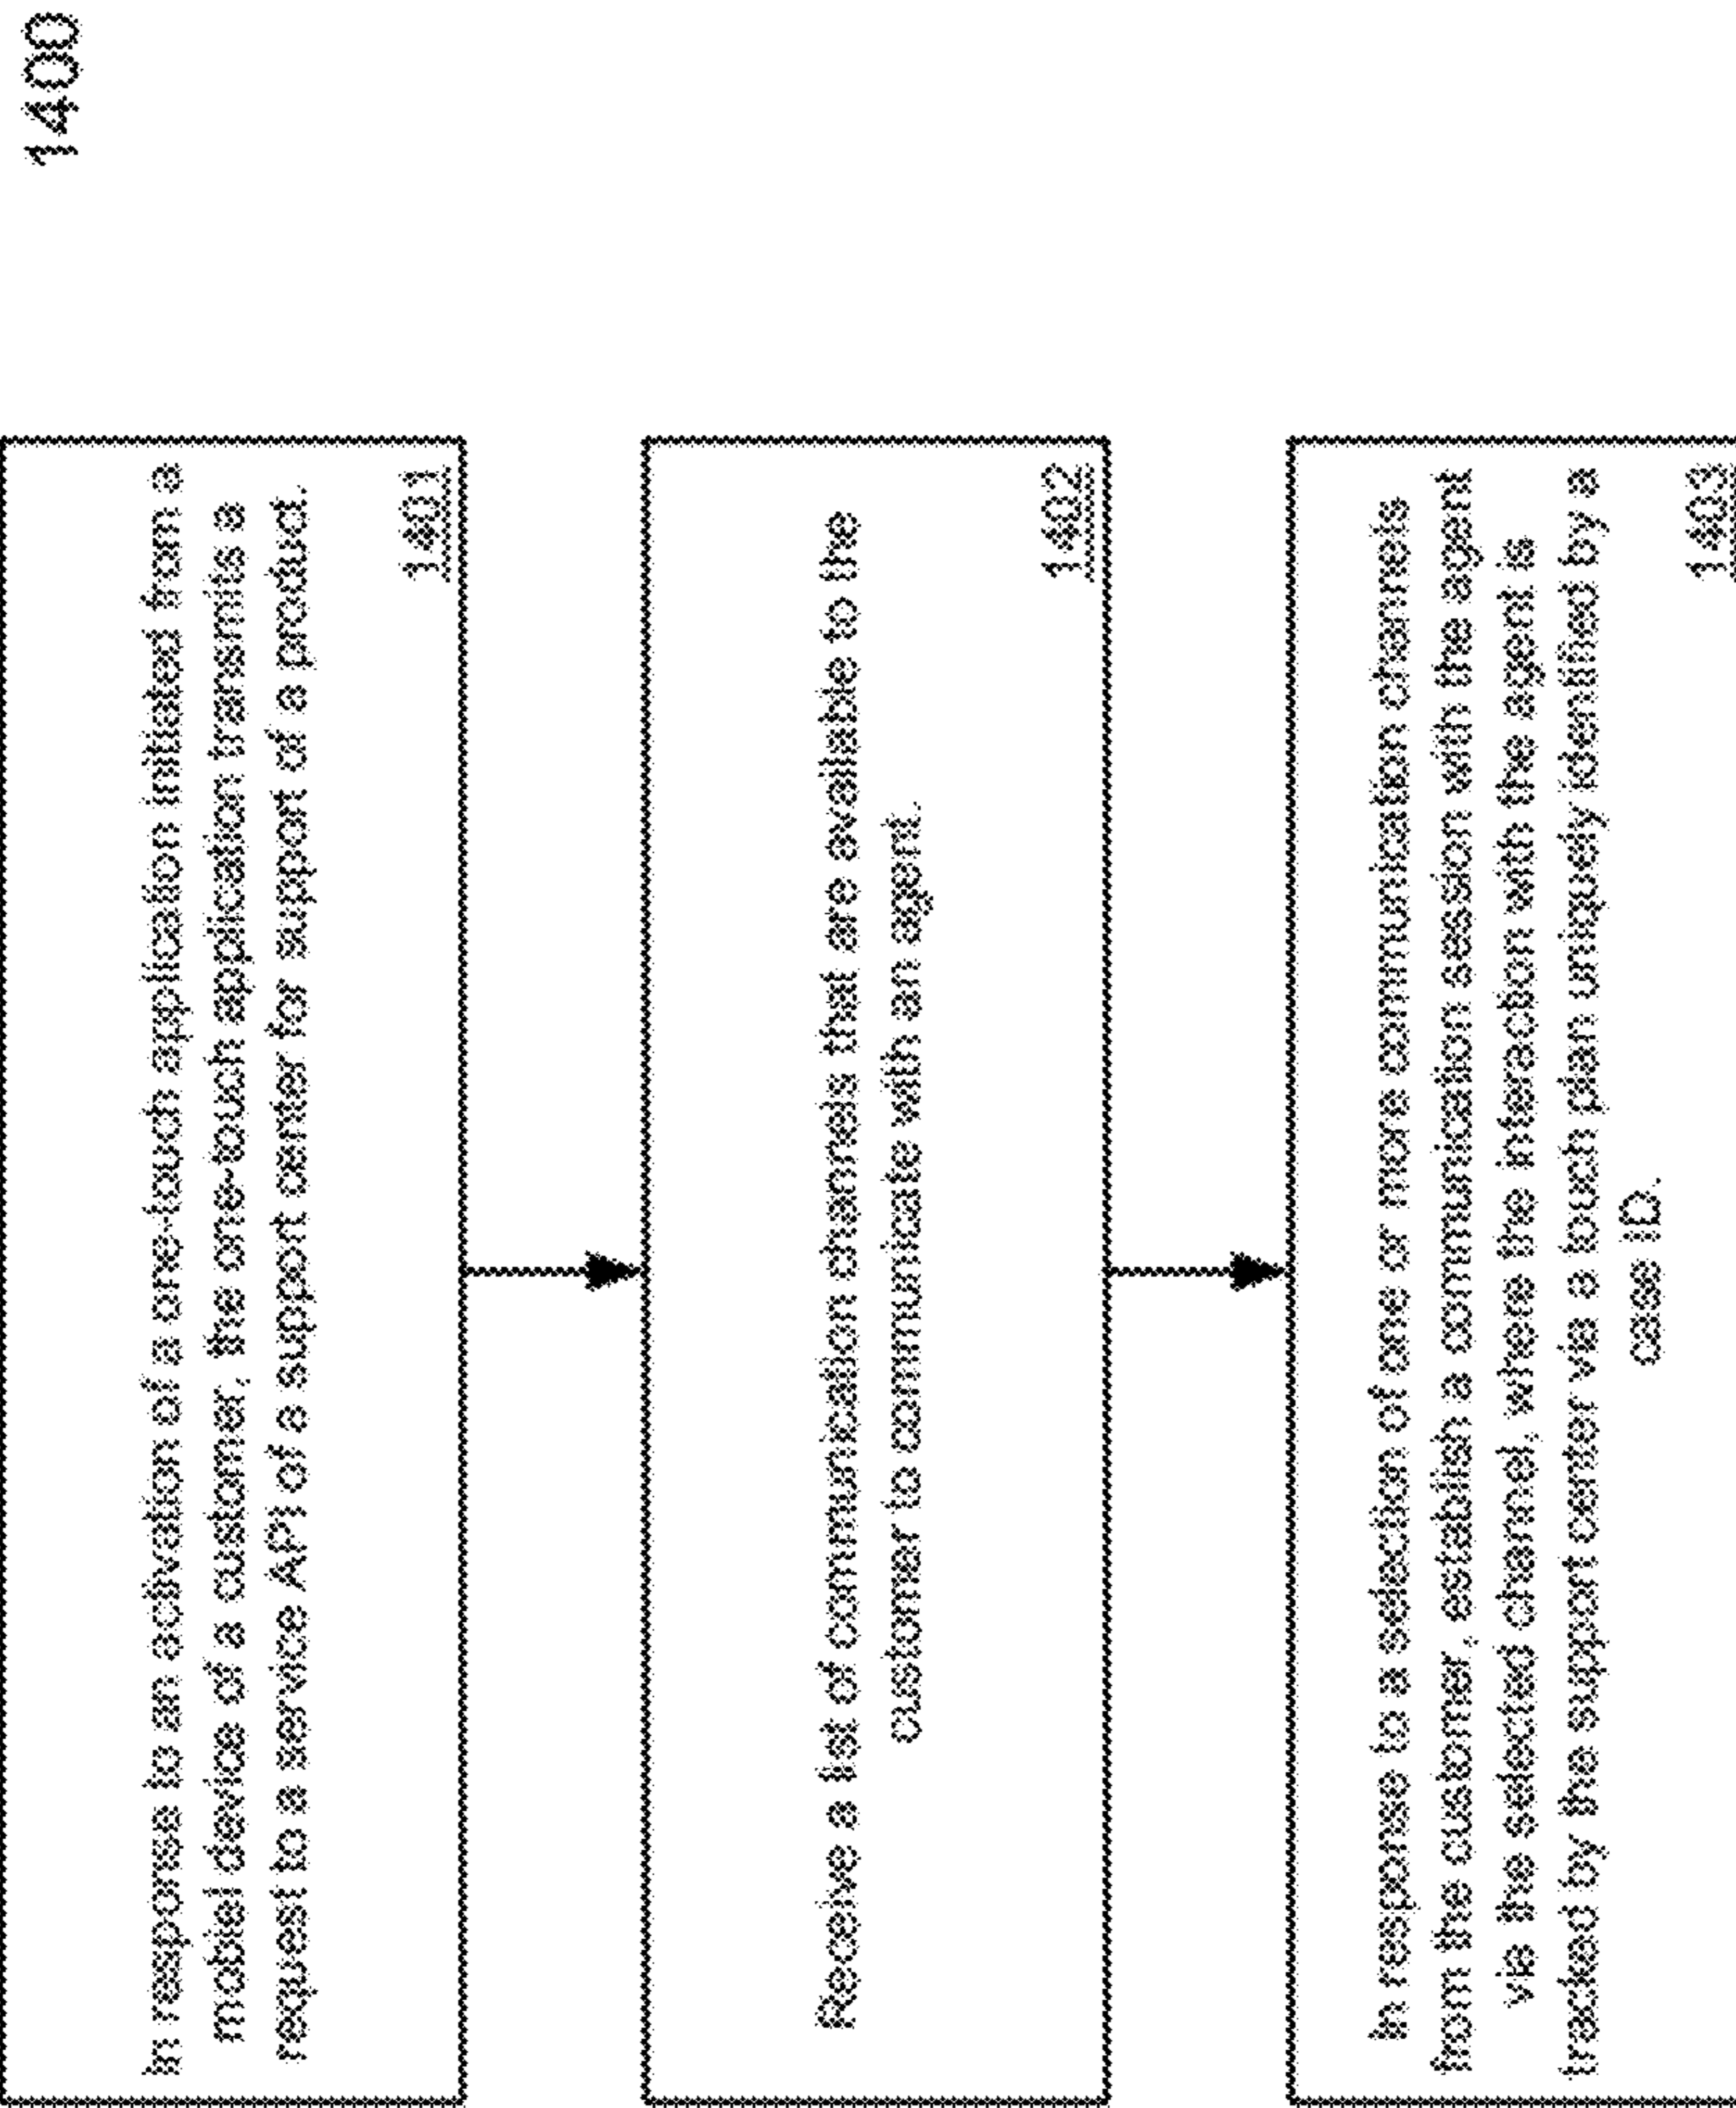 1400
In response to an activation of a one-touch application initiated from a
mobile device of a customer, the one-touch application transmits a
request to a service API of a support center for support of a product.
1401
Receive a list of communication channels that are available to the
customer to communicate with an agent.
1402
In response to a selection of one or more communication channels
from the customer, establish a communication session with the agent
via the selected channel, where the interaction with the agent is
tracked by the support center via a touch plan uniquely identified by a
case ID.
1403